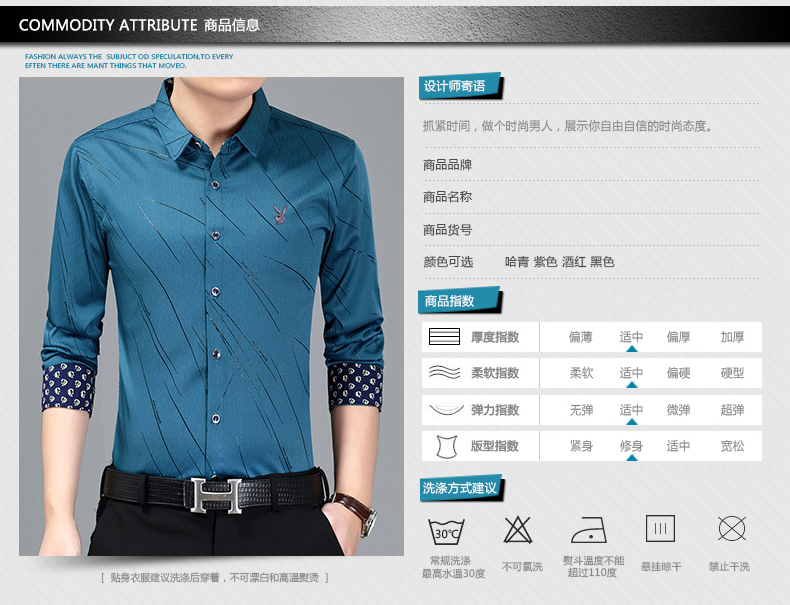 COMMODITY ATTRIBUTE 商品信息
FASHION ALWAYS THE SUBJUCT OD SPECULATION,TO EVERY
EFTEN THERE ARE MANT THINGS THAT MOVEO.
设计师寄语
抓紧时间，做个时尚男人，展示你自由自信的时尚态度。
商品品牌
商品名称
商品货号
颜色可选 哈青 紫色 酒红 黑色
商品指数
厚度指数 偏薄 适中 偏厚 加厚
柔软指数 柔软 适中 偏硬 硬型
弹力指数 无弹 适中 微弹 超弹
版型指数 紧身 修身 适中 宽松
洗涤方式建议
30℃
常规洗涤
最高水温30度
不可氯洗
熨斗温度不能
超过110度
悬挂晾干
禁止干洗
[ 贴身衣服建议洗涤后穿着，不可漂白和高温熨烫 ]